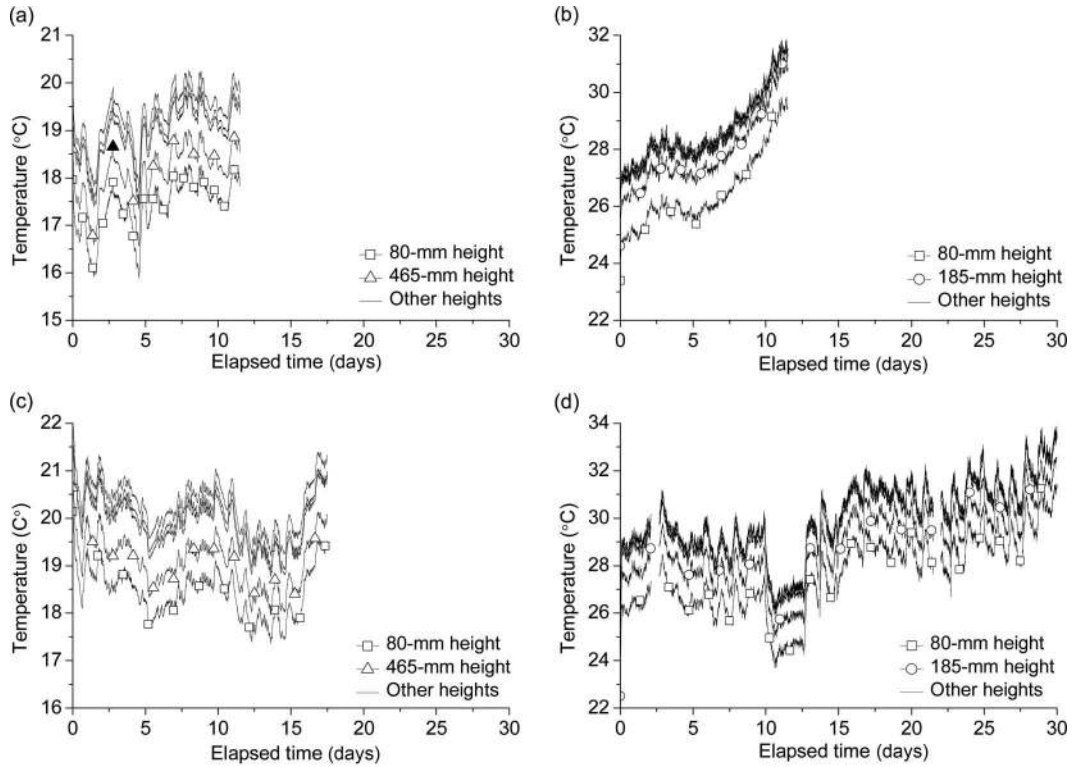 (a)
Temperature (°C)
21
20
19
18
17
16
15
0
5
10
15
20
25
30
Elapsed time (days)
80-mm height
465-mm height
Other heights
(b)
Temperature (°C)
32
30
28
26
24
22
0
5
10
15
20
25
30
Elapsed time (days)
80-mm height
185-mm height
Other heights
(c)
Temperature (C°)
22
21
20
19
18
17
16
0
5
10
15
20
25
30
Elapsed time (days)
80-mm height
465-mm height
Other heights
(d)
Temperature (°C)
34
32
30
28
26
24
22
0
5
10
15
20
25
30
Elapsed time (days)
80-mm height
185-mm height
Other heights